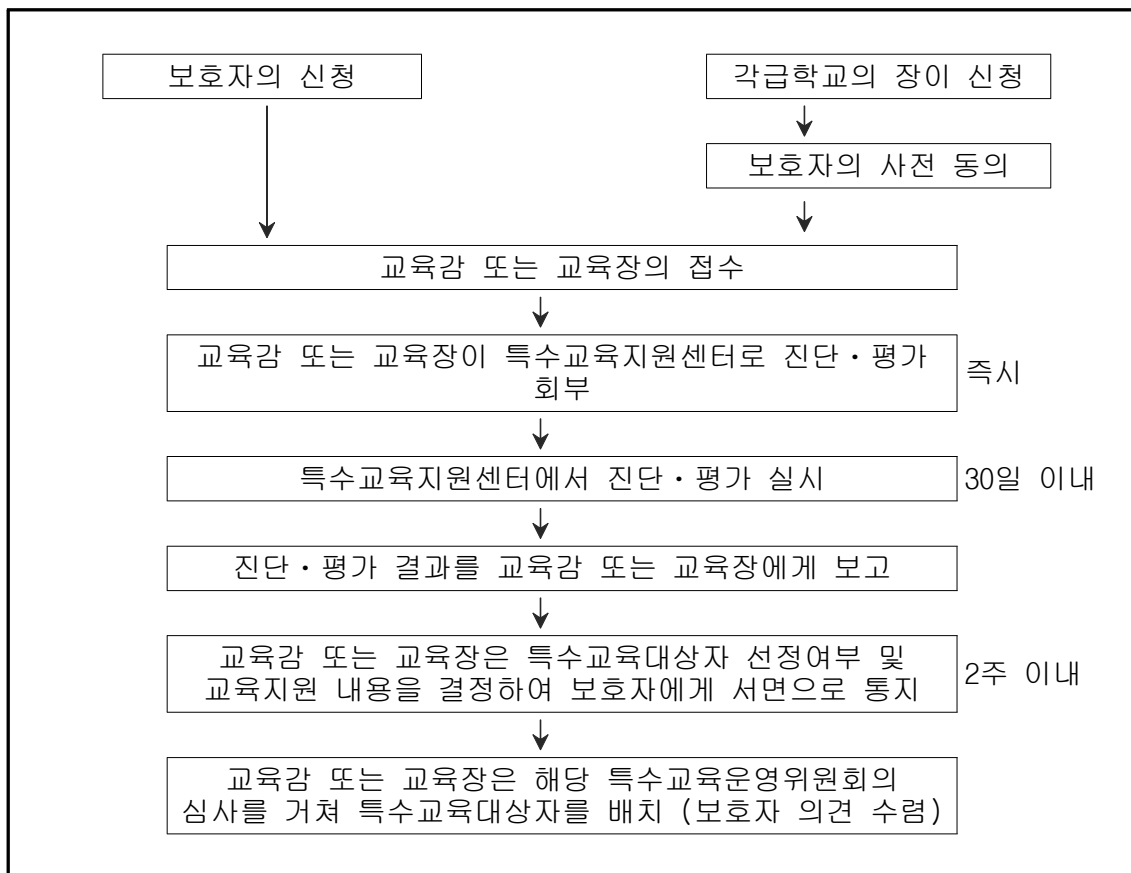 보호자의 신청
각급학교의 장이 신청
보호자의 사전 동의
교육감 또는 교육장의 접수
교육감 또는 교육장이 특수교육지원센터로 진단・평가
회부
즉시
특수교육지원센터에서 진단・평가 실시
30일 이내
진단・평가 결과를 교육감 또는 교육장에게 보고
교육감 또는 교육장은 특수교육대상자 선정여부 및
교육지원 내용을 결정하여 보호자에게 서면으로 통지
2주 이내
교육감 또는 교육장은 해당 특수교육운영위원회의
심사를 거쳐 특수교육대상자를 배치 (보호자 의견 수렴)